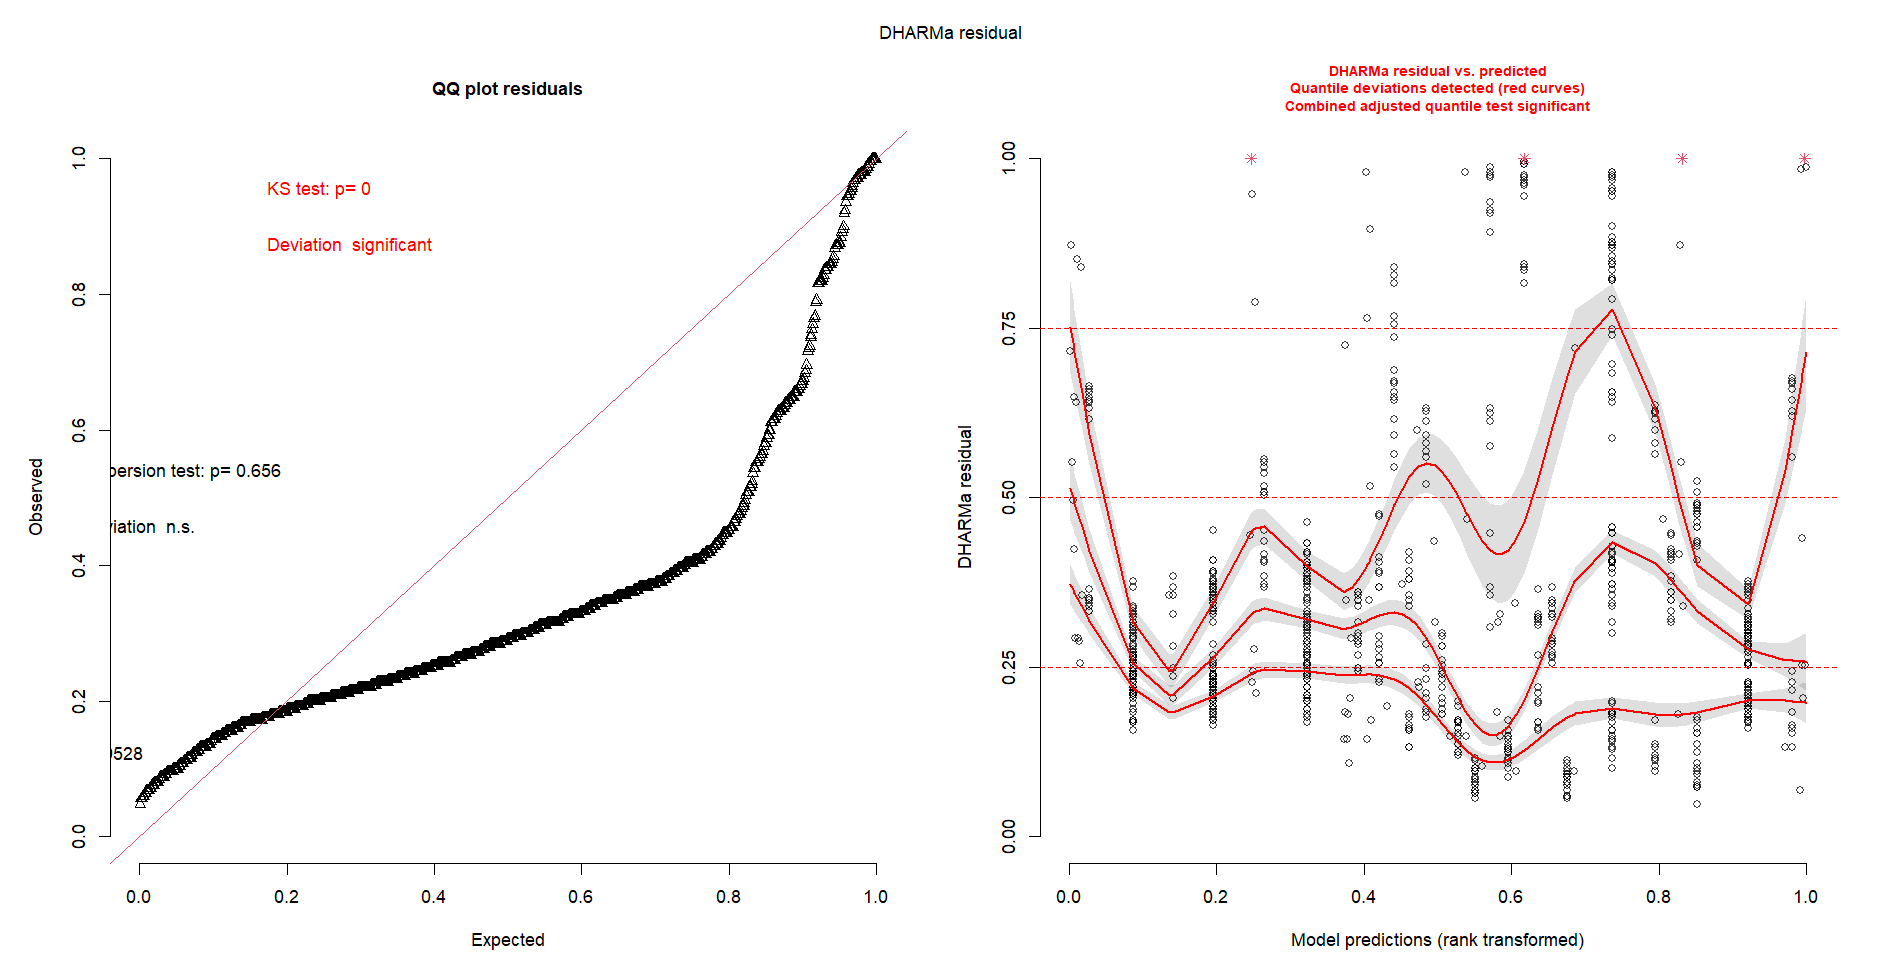 DHARMa residual
QQ plot residuals
KS test: p= 0
Deviation  significant
persion test: p= 0.656
viation  n.s.
0528
Observed
0.0
0.2
0.4
0.6
0.8
1.0
0.0
0.2
0.4
0.6
0.8
1.0
Expected
DHARMa residual vs. predicted
Quantile deviations detected (red curves)
Combined adjusted quantile test significant
DHARMa residual
0.00
0.25
0.50
0.75
1.00
0.0
0.2
0.4
0.6
0.8
1.0
Model predictions (rank transformed)